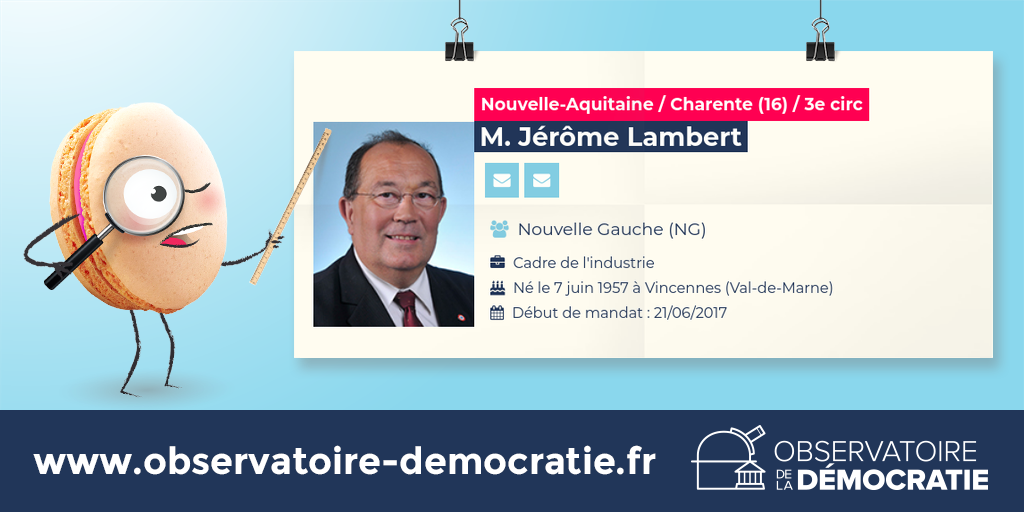 Nouvelle-Aquitaine / Charente (16) / 3e circ
M. Jérôme Lambert
Nouvelle Gauche (NG)
Cadre de l'industrie
Né le 7 juin 1957 à Vincennes (Val-de-Marne)
Début de mandat : 21/06/2017
www.observatoire-democratie.fr
OBSERVATOIRE
DE LA DÉMOCRATIE